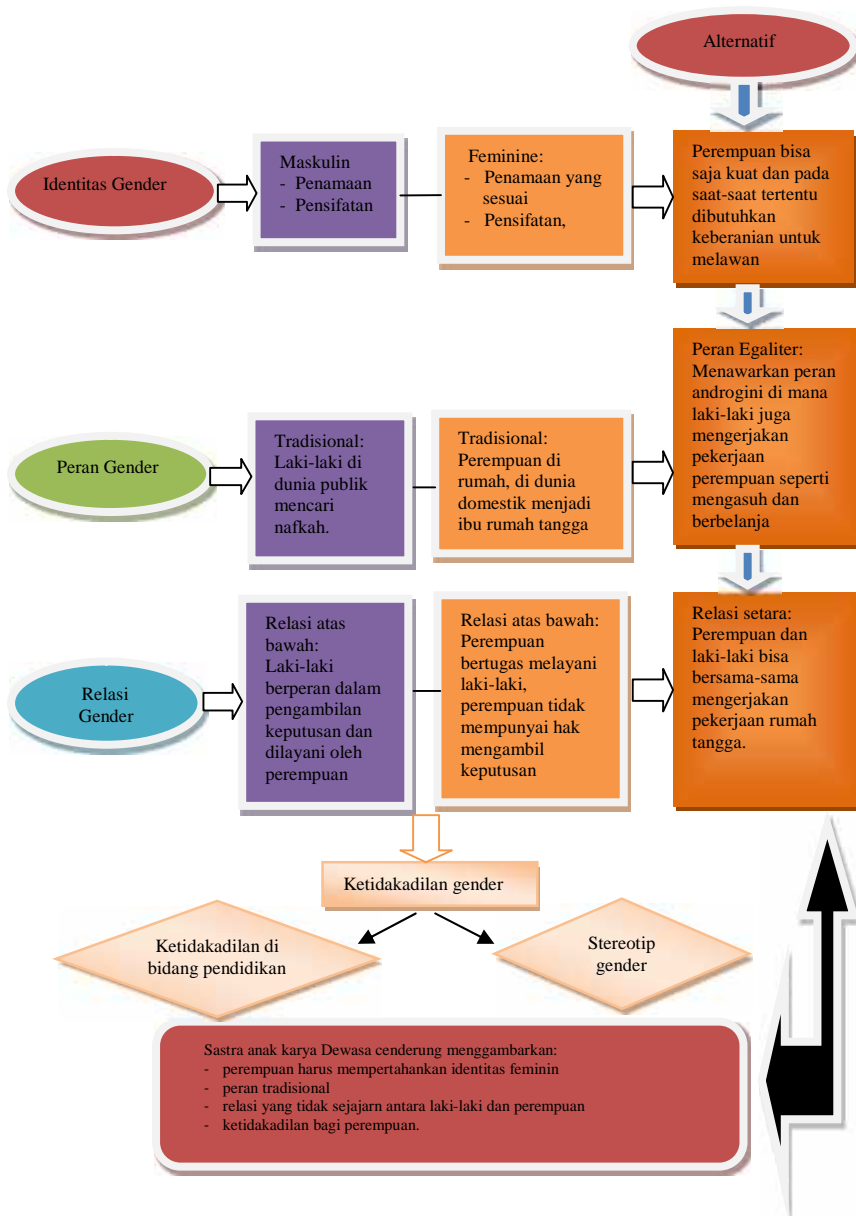 Alternatif
Identitas Gender
Maskulin
- Penamaan
- Pensifatan
Feminine:
- Penamaan yang
sesuai
- Pensifatan,
Perempuan bisa
saja kuat dan pada
saat-saat tertentu
dibutuhkan
keberanian untuk
melawan
Peran Gender
Tradisional:
Laki-laki di
dunia publik
mencari
nafkah.
Tradisional:
Perempuan di
rumah, di dunia
domestik menjadi
ibu rumah tangga
Peran Egaliter:
Menawarkan peran
androgini di mana
laki-laki juga
mengerjakan
pekerjaan
perempuan seperti
mengasuh dan
berbelanja
Relasi
Gender
Relasi atas
bawah:
Laki-laki
berperan dalam
pengambilan
keputusan dan
dilayani oleh
perempuan
Relasi atas bawah:
Perempuan
bertugas melayani
laki-laki,
perempuan tidak
mempunyai hak
mengambil
keputusan
Relasi setara:
Perempuan dan
laki-laki bisa
bersama-sama
mengerjakan
pekerjaan rumah
tangga.
Ketidakadilan gender
Ketidakadilan di
bidang pendidikan
Stereotip
gender
Sastra anak karya Dewasa cenderung menggambarkan:
- perempuan harus mempertahankan identitas feminin
- peran tradisional
- relasi yang tidak sejajarn antara laki-laki dan perempuan
- ketidakadilan bagi perempuan.